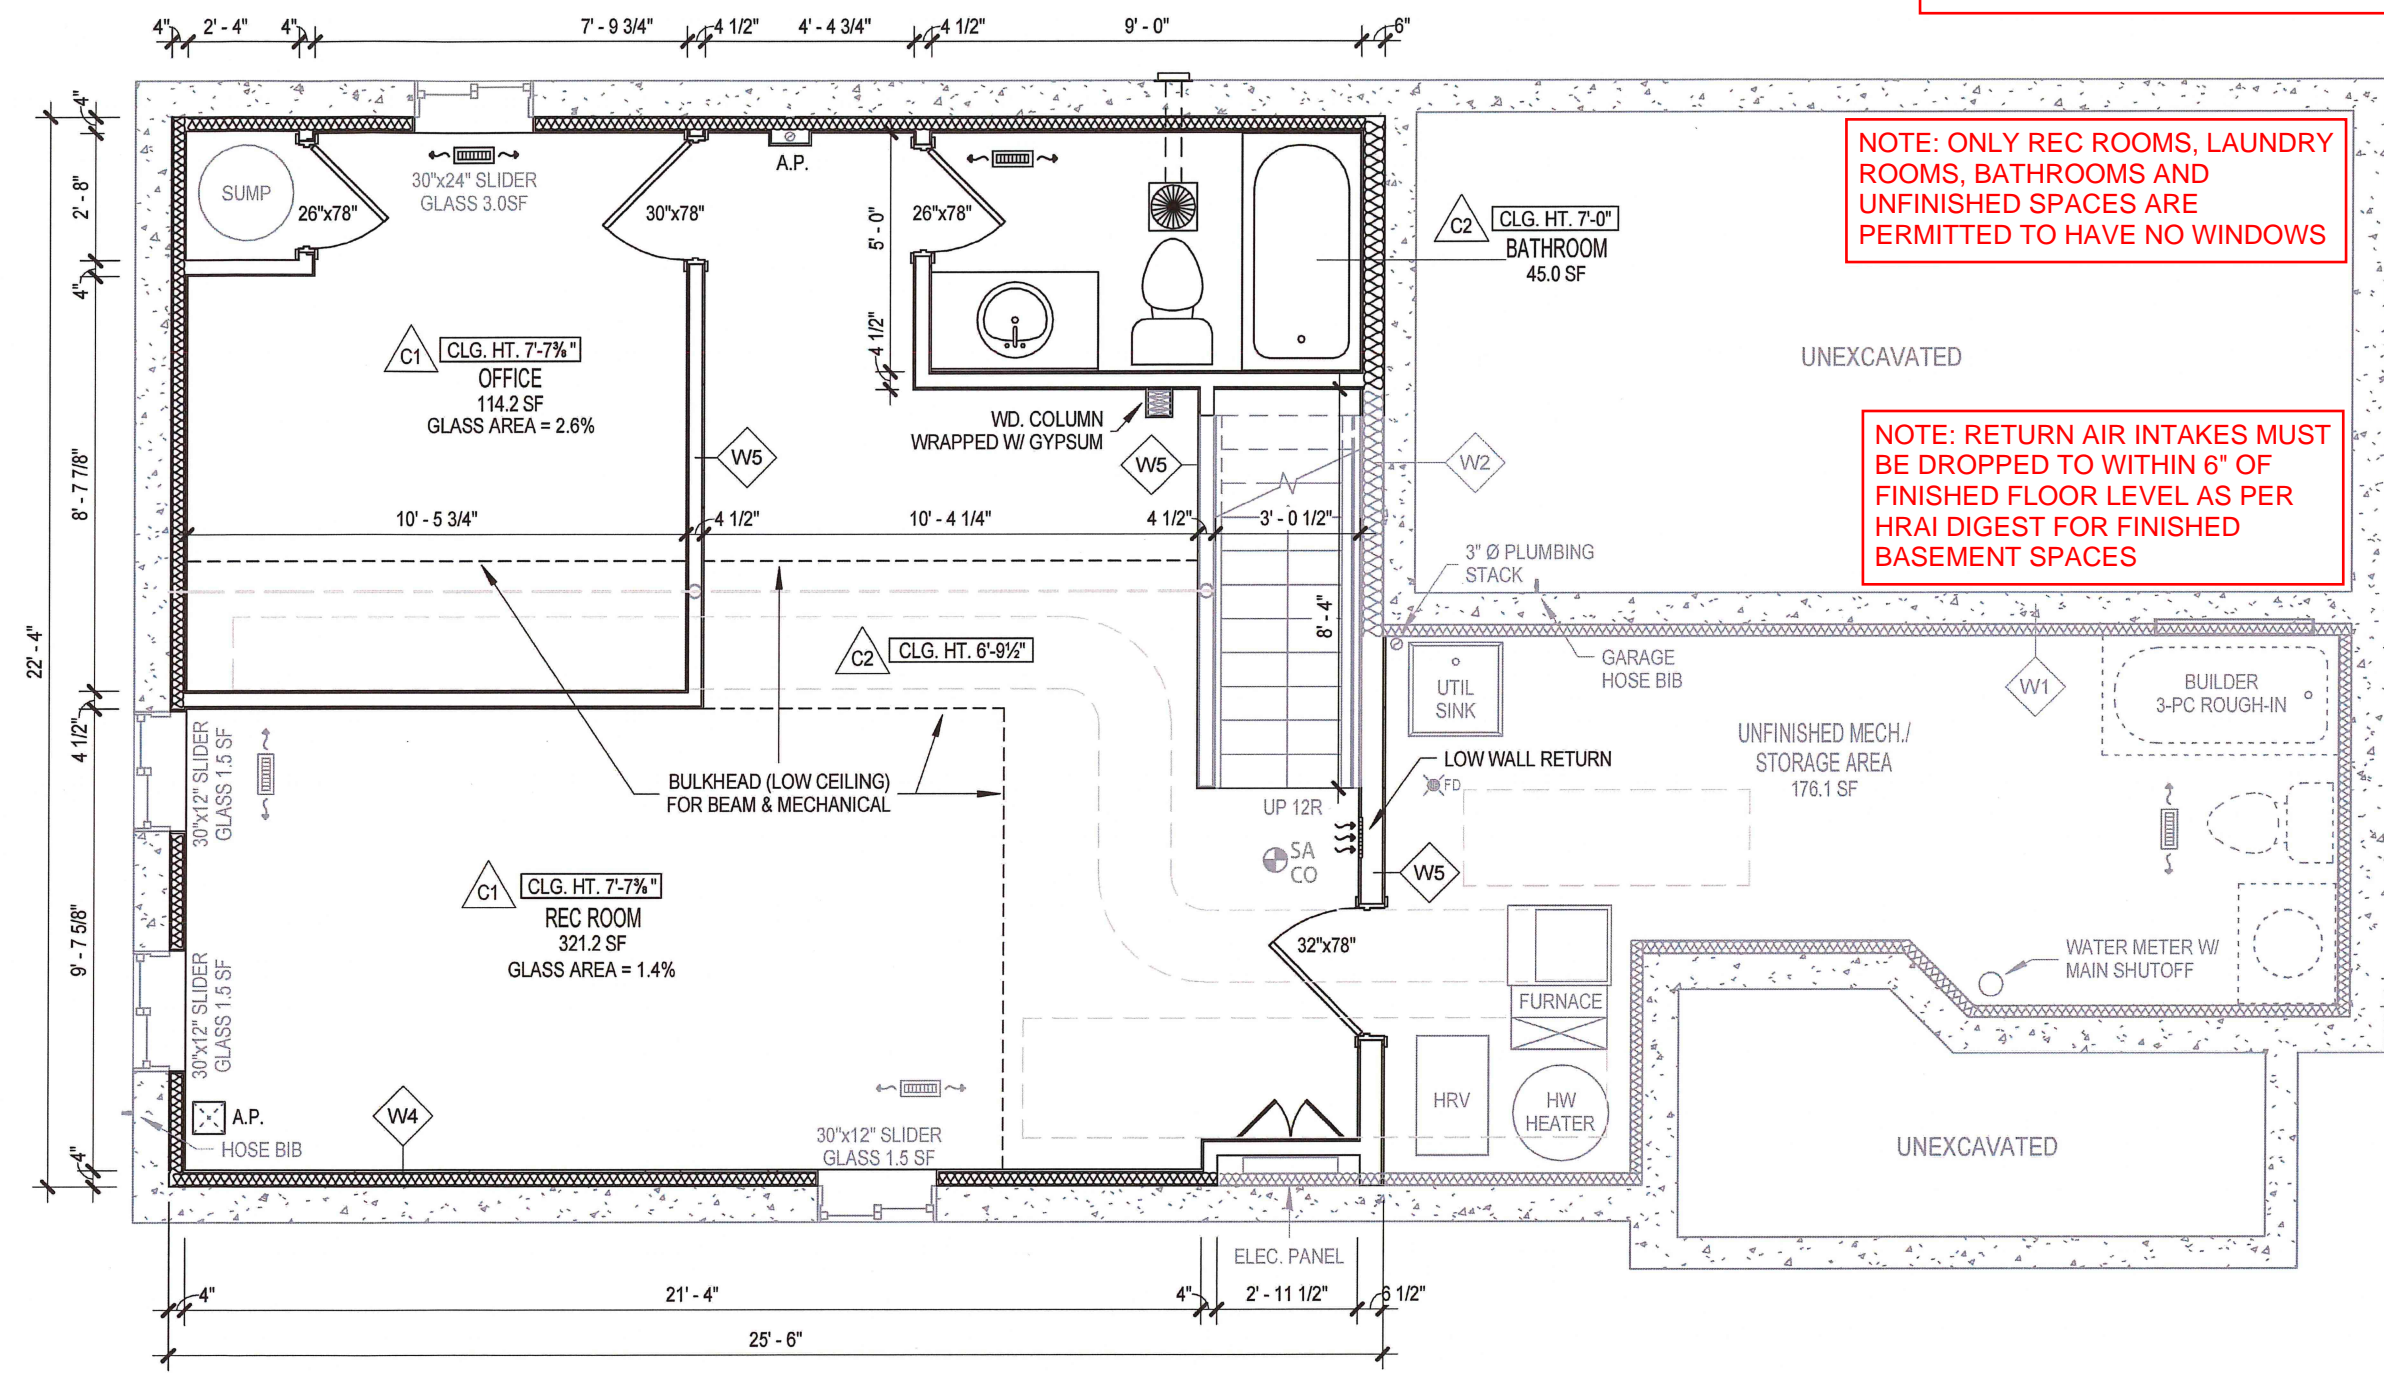 4" 2' - 4" 4" 7' - 9 3/4" 4 1/2" 4' - 4 3/4" 4 1/2" 9' - 0" 6"
4"
2' - 8"
4"
8' - 7 7/8"
4 1/2"
9' - 7 5/8"
4"
22' - 4"
SUMP
26"x78"
30"x24" SLIDER
GLASS 3.0SF
30"x78"
A.P.
5' - 0"
4 1/2"
26"x78"
C2
CLG. HT. 7'-0"
BATHROOM
45.0 SF
NOTE: ONLY REC ROOMS, LAUNDRY
ROOMS, BATHROOMS AND
UNFINISHED SPACES ARE
PERMITTED TO HAVE NO WINDOWS
UNEXCAVATED
NOTE: RETURN AIR INTAKES MUST
BE DROPPED TO WITHIN 6" OF
FINISHED FLOOR LEVEL AS PER
HRAI DIGEST FOR FINISHED
BASEMENT SPACES
C1
CLG. HT. 7'-7⅜"
OFFICE
114.2 SF
GLASS AREA = 2.6%
W5
WD. COLUMN
WRAPPED W/ GYPSUM
W5
W2
10' - 5 3/4" 4 1/2" 10' - 4 1/4" 4 1/2" 3' - 0 1/2"
8' - 4"
3" Ø PLUMBING
STACK
GARAGE
HOSE BIB
C2
CLG. HT. 6'-9½"
UTIL
SINK
W1
BUILDER
3-PC ROUGH-IN
UNFINISHED MECH./
STORAGE AREA
176.1 SF
30"x12" SLIDER
GLASS 1.5 SF
BULKHEAD (LOW CEILING)
FOR BEAM & MECHANICAL
LOW WALL RETURN
FD
UP 12R
SA
CO
W5
C1
CLG. HT. 7'-7⅜"
REC ROOM
321.2 SF
GLASS AREA = 1.4%
30"x12" SLIDER
GLASS 1.5 SF
32"x78"
FURNACE
WATER METER W/
MAIN SHUTOFF
HRV
HW
HEATER
A.P.
HOSE BIB
W4
30"x12" SLIDER
GLASS 1.5 SF
UNEXCAVATED
ELEC. PANEL
4" 21' - 4" 4" 2' - 11 1/2" 6 1/2"
25' - 6"